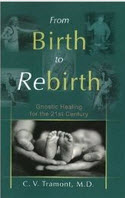 From
Birth
to
Rebirth
Gnostic Healing
for the 21st Century
C. V. Tramont, M.D.